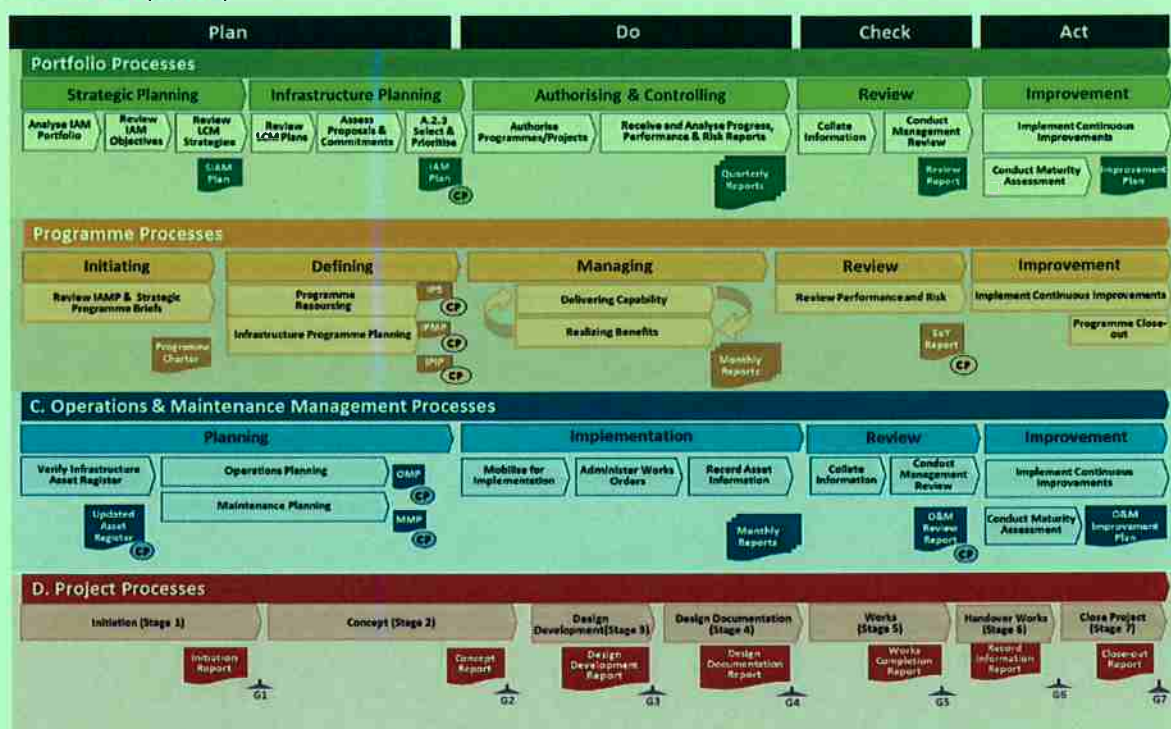 Plan
Do
Check
Act
Portfolio Processes
Strategic Planning
Infrastructure Planning
Authorising & Controlling
Review
Improvement
Analyse IAM
Portfolio
Review
IAM
Objectives
Review
LCM
Strategies
Review
LCM Plans
Assess
Proposals &
Commitments
A.2.3
Select &
Prioritise
Authorise
Programmes/Projects
Receive and Analyse Progress,
Performance & Risk Reports
Collate
Information
Conduct
Management
Review
Implement Continuous
Improvements
SIAM
Plan
IAM
Plan
CP
Quarterly
Reports
Review
Report
Conduct Maturity
Assessment
Improvement
Plan
Programme Processes
Initiating
Defining
Managing
Review
Improvement
Review IAMP & Strategic
Programme Briefs
Programme
Resourcing
IPS
CP
Delivering Capability
Review Performance and Risk
Implement Continuous Improvements
Infrastructure Programme Planning
IPMP
CP
Realizing Benefits
Programme Close-
out
Programme
Charter
IPIP
CP
Monthly
Reports
EoY
Report
CP
C. Operations & Maintenance Management Processes
Planning
Implementation
Review
Improvement
Verify Infrastructure
Asset Register
Operations Planning
OMP
CP
Mobilise for
Implementation
Administer Works
Orders
Record Asset
Information
Collate
Information
Conduct
Management
Review
Implement Continuous
Improvements
Maintenance Planning
MMP
CP
Updated
Asset
Register
CP
Monthly
Reports
O&M
Review
Report
CP
Conduct Maturity
Assessment
O&M
Improvement
Plan
D. Project Processes
Initiation (Stage 1)
Concept (Stage 2)
Design
Development(Stage 3)
Design Documentation
(Stage 4)
Works
(Stage 5)
Handover Works
(Stage 6)
Close Project
(Stage 7)
Initiation
Report
G1
Concept
Report
G2
Design
Development
Report
G3
Design
Documentation
Report
G4
Works
Completion
Report
G5
Record
Information
Report
G6
Close-out
Report
G7